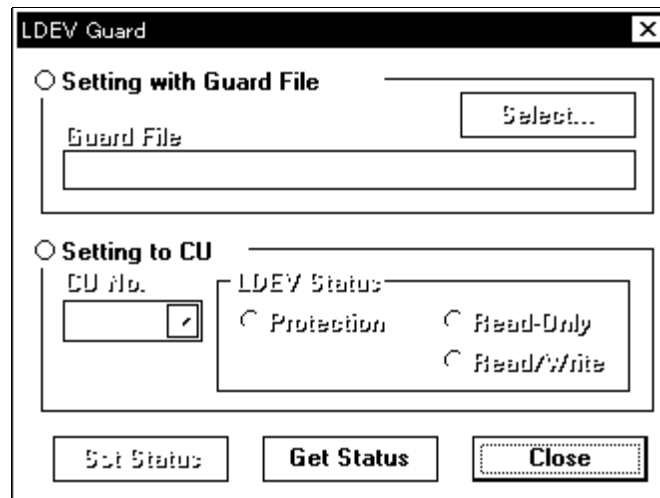 LDEV Guard
Setting with Guard File
Select...
Guard File
Setting to CU
CU No.
LDEV Status
Protection
Read-Only
Read/Write
Set Status
Get Status
Close